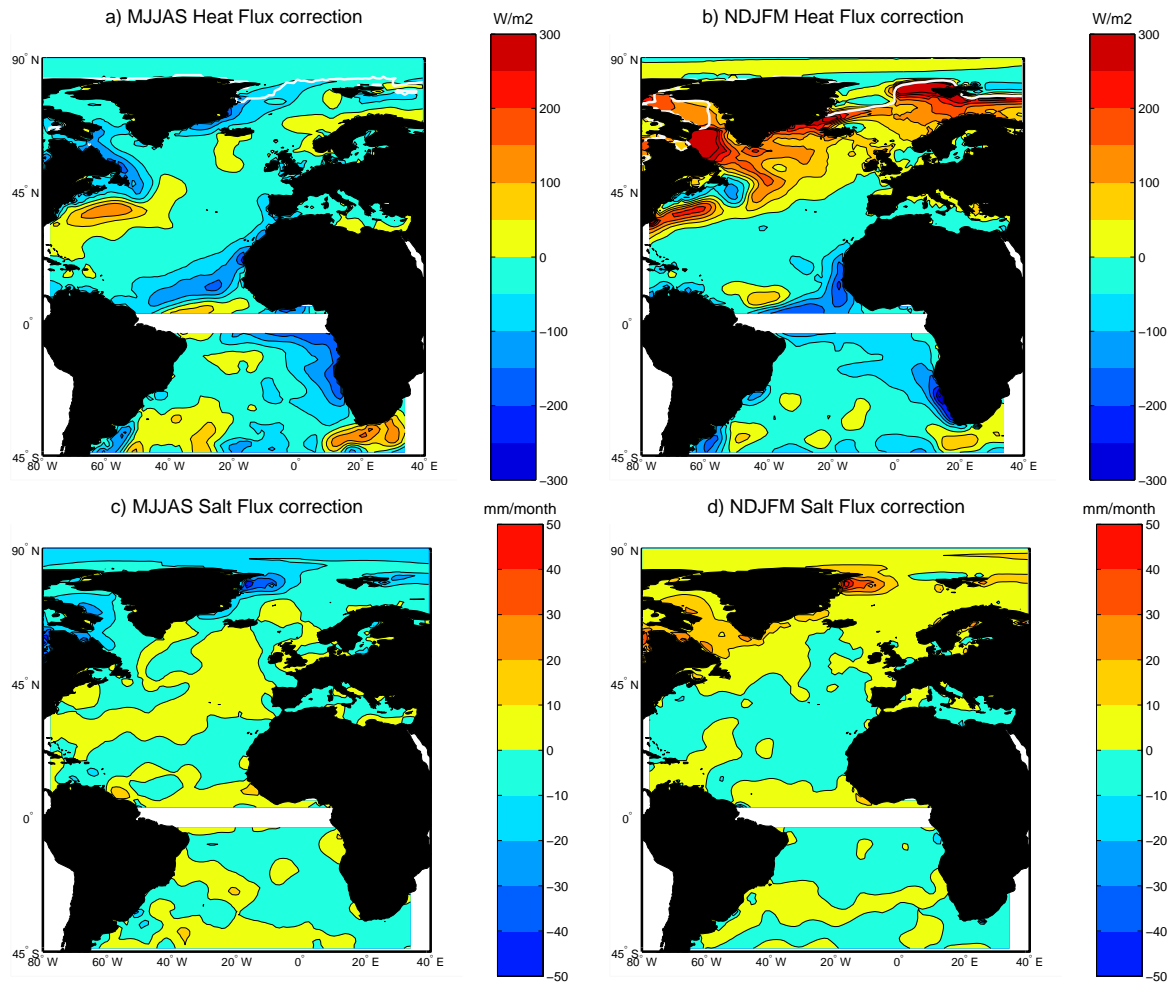 a) MJJAS Heat Flux correction
W/m2
300
200
100
0
−100
−200
−300
90° N
45° N
0°
45° S
80° W
60° W
40° W
20° W
0°
20° E
40° E
b) NDJFM Heat Flux correction
W/m2
300
200
100
0
−100
−200
−300
90° N
45° N
0°
45° S
80° W
60° W
40° W
20° W
0°
20° E
40° E
c) MJJAS Salt Flux correction
mm/month
50
40
30
20
10
0
−10
−20
−30
−40
−50
90° N
45° N
0°
45° S
80° W
60° W
40° W
20° W
0°
20° E
40° E
d) NDJFM Salt Flux correction
mm/month
50
40
30
20
10
0
−10
−20
−30
−40
−50
90° N
45° N
0°
45° S
80° W
60° W
40° W
20° W
0°
20° E
40° E